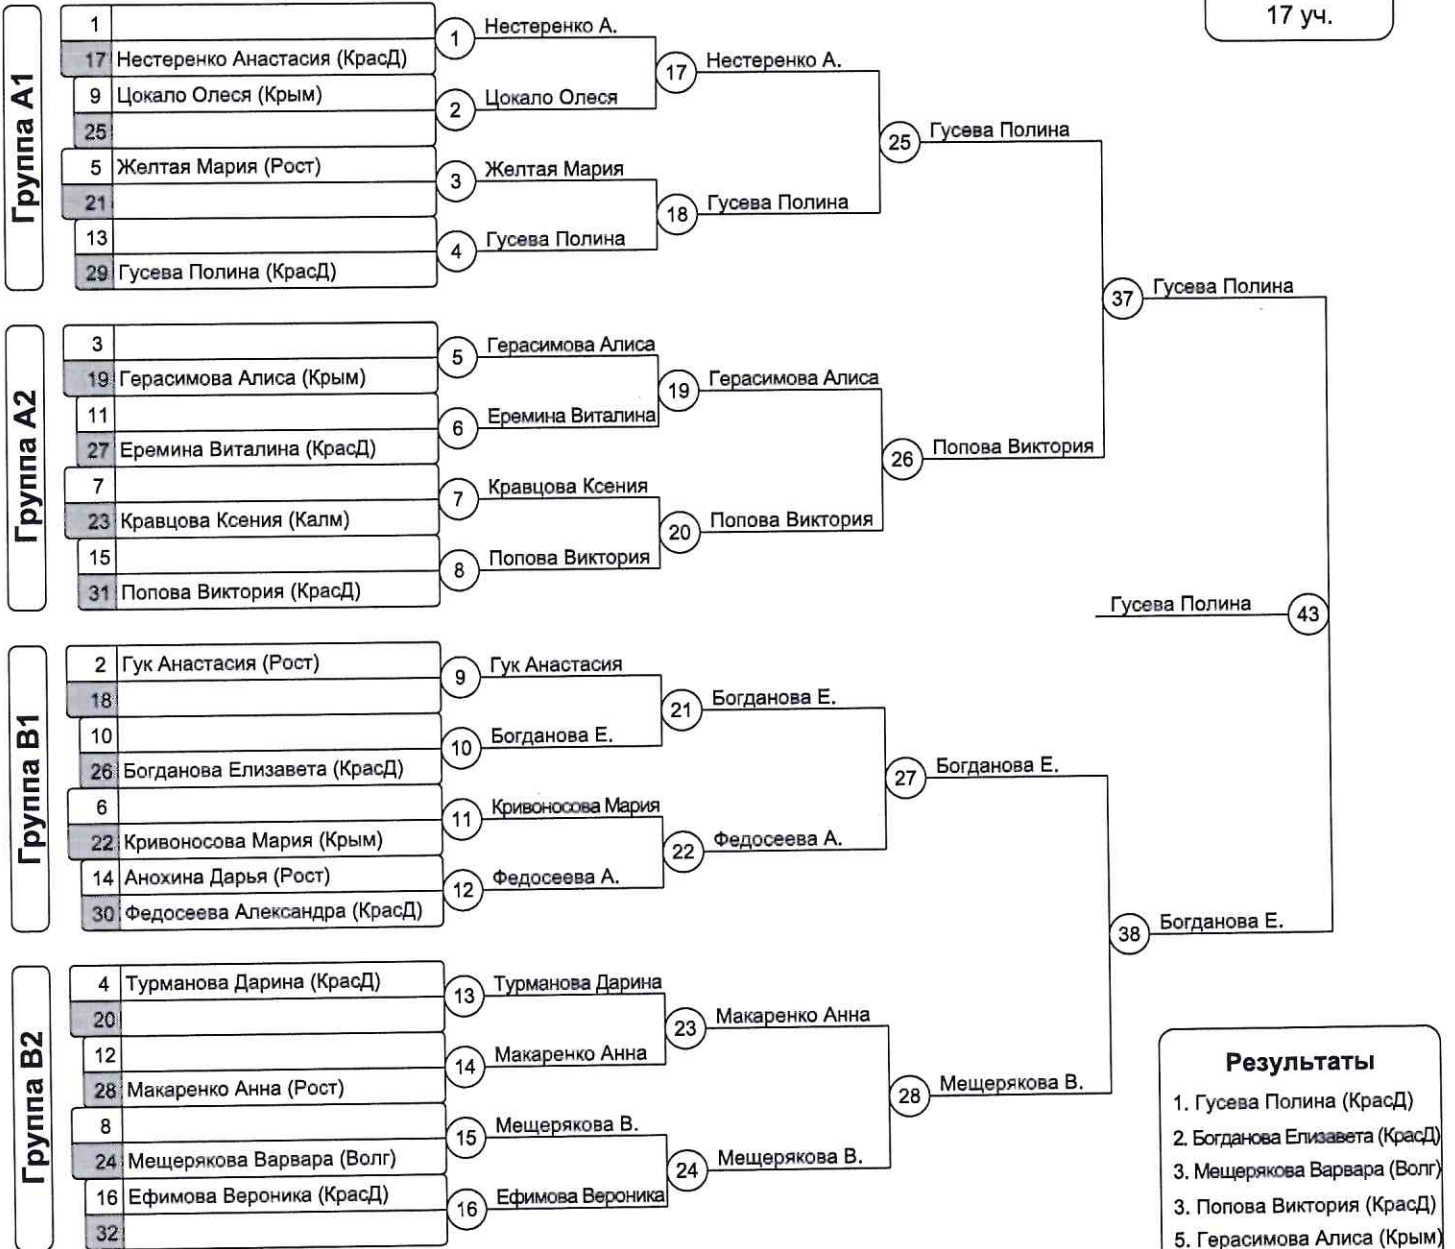 17 уч.
Группа A1
1
17 Нестеренко Анастасия (КрасД)
9 Цокало Олеся (Крым)
25
5 Желтая Мария (Рост)
21
13
29 Гусева Полина (КрасД)
1 Нестеренко А.
2 Цокало Олеся
3 Желтая Мария
4 Гусева Полина
17 Нестеренко А.
18 Гусева Полина
25 Гусева Полина
Группа A2
3
19 Герасимова Алиса (Крым)
11
27 Еремина Виталина (КрасД)
7
23 Кравцова Ксения (Калм)
15
31 Попова Виктория (КрасД)
5 Герасимова Алиса
6 Еремина Виталина
7 Кравцова Ксения
8 Попова Виктория
19 Герасимова Алиса
20 Попова Виктория
26 Попова Виктория
37 Гусева Полина
Гусева Полина 43
Группа B1
2 Гук Анастасия (Рост)
18
10
26 Богданова Елизавета (КрасД)
6
22 Кривоносова Мария (Крым)
14 Анохина Дарья (Рост)
30 Федосеева Александра (КрасД)
9 Гук Анастасия
10 Богданова Е.
11 Кривоносова Мария
12 Федосеева А.
21 Богданова Е.
22 Федосеева А.
27 Богданова Е.
Группа B2
4 Турманова Дарина (КрасД)
20
12
28 Макаренко Анна (Рост)
8
24 Мещерякова Варвара (Волг)
16 Ефимова Вероника (КрасД)
32
13 Турманова Дарина
14 Макаренко Анна
15 Мещерякова В.
16 Ефимова Вероника
23 Макаренко Анна
24 Мещерякова В.
28 Мещерякова В.
38 Богданова Е.
Результаты
1. Гусева Полина (КрасД)
2. Богданова Елизавета (КрасД)
3. Мещерякова Варвара (Волг)
3. Попова Виктория (КрасД)
5. Герасимова Алиса (Крым)